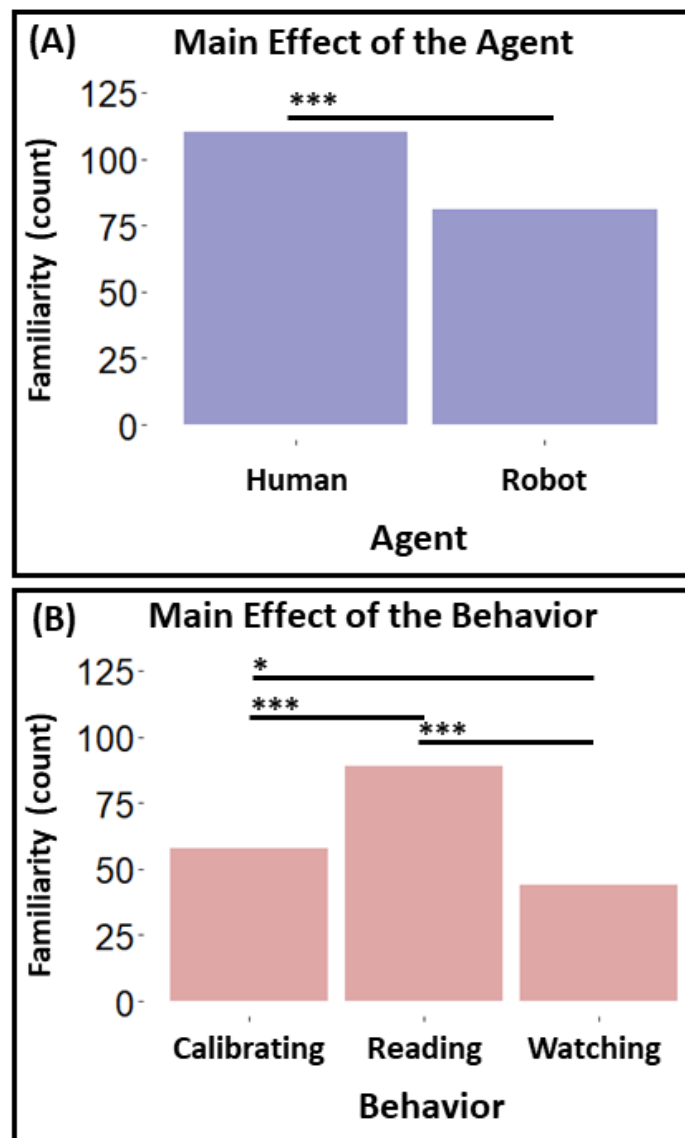 (A) Main Effect of the Agent
125
***
100
75
50
25
0
Familiarity (count)
Human Robot
Agent
(B) Main Effect of the Behavior
125
*
***
100
***
75
50
25
0
Familiarity (count)
Calibrating Reading Watching
Behavior